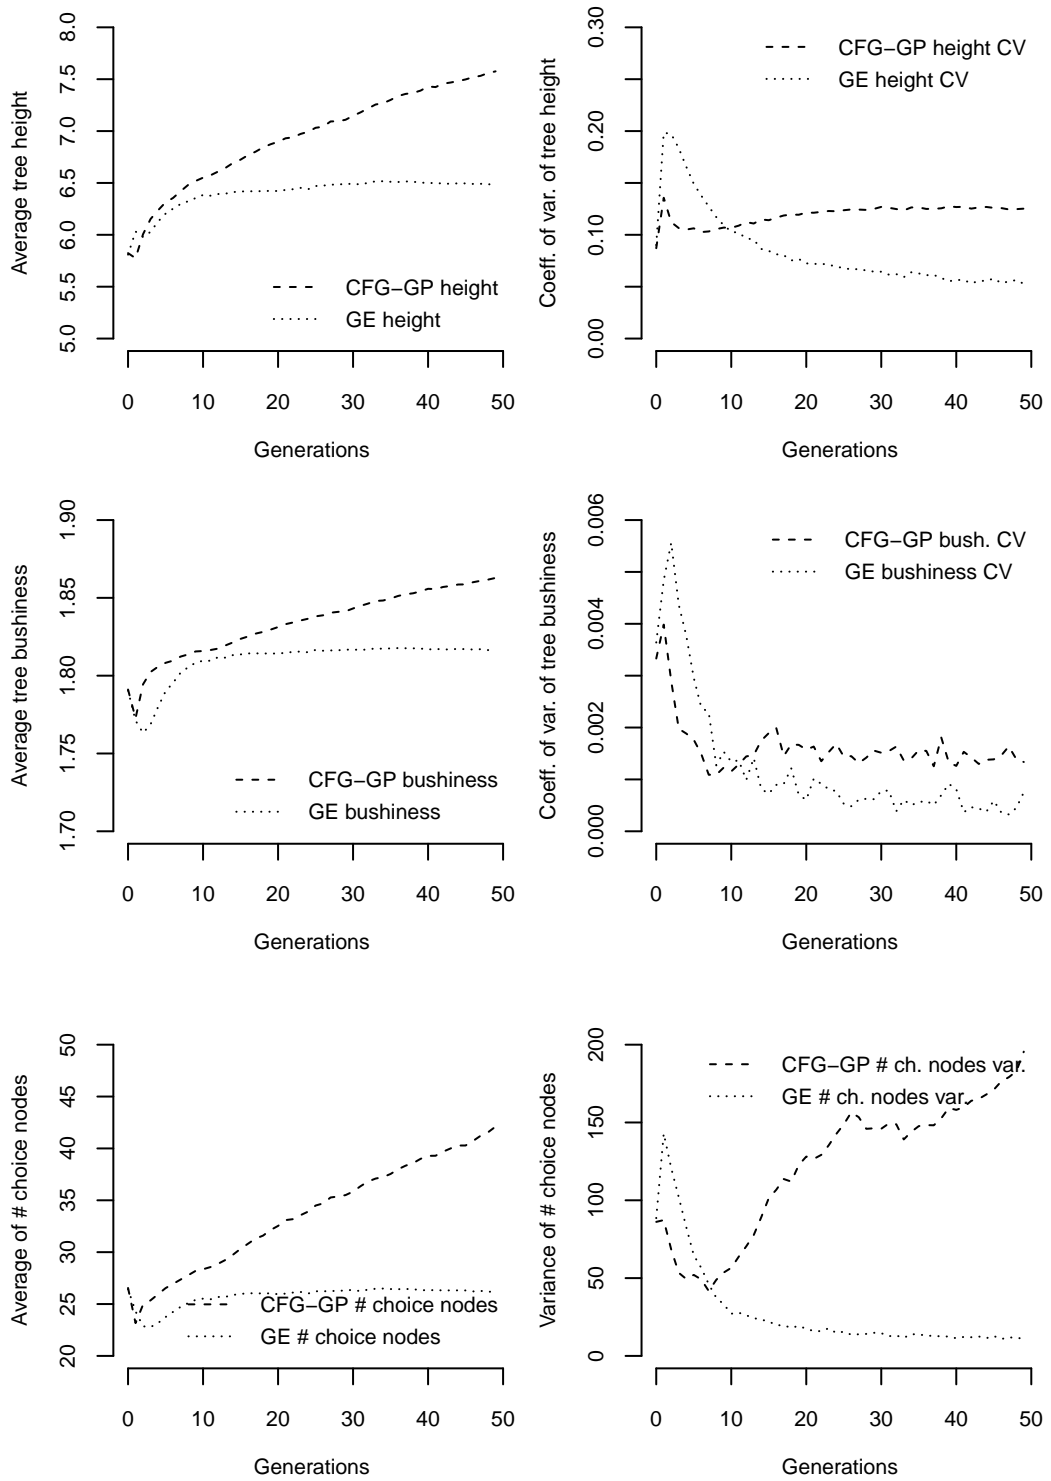 Average tree height
8.0
7.5
7.0
6.5
6.0
5.5
5.0
CFG−GP height
GE height
0 10 20 30 40 50
Generations
Coeff. of var. of tree height
0.30
0.20
0.10
0.00
CFG−GP height CV
GE height CV
0 10 20 30 40 50
Generations
Average tree bushiness
1.90
1.85
1.80
1.75
1.70
CFG−GP bushiness
GE bushiness
0 10 20 30 40 50
Generations
Coeff. of var. of tree bushiness
0.006
0.004
0.002
0.000
CFG−GP bush. CV
GE bushiness CV
0 10 20 30 40 50
Generations
Average of # choice nodes
50
45
40
35
30
25
20
CFG−GP # choice nodes
GE # choice nodes
0 10 20 30 40 50
Generations
Variance of # choice nodes
200
150
100
50
0
CFG−GP # ch. nodes var.
GE # ch. nodes var.
0 10 20 30 40 50
Generations